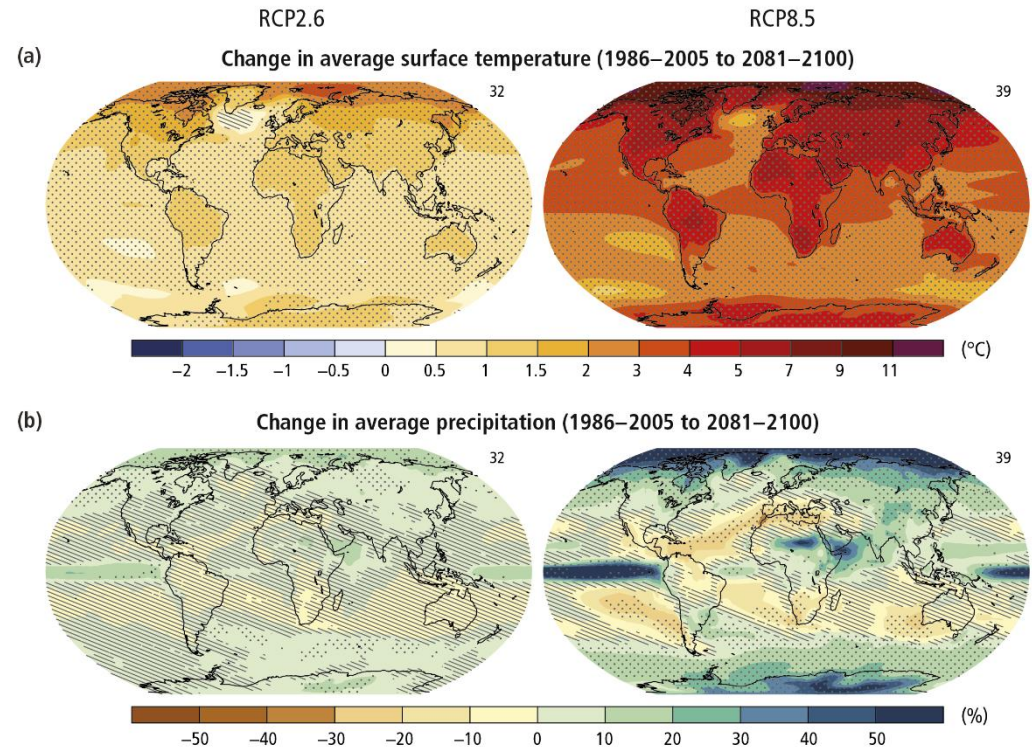 RCP2.6 RCP8.5
(a) Change in average surface temperature (1986–2005 to 2081–2100)
32 39
−2 −1.5 −1 −0.5 0 0.5 1 1.5 2 3 4 5 7 9 11 (°C)
(b) Change in average precipitation (1986–2005 to 2081–2100)
32 39
−50 −40 −30 −20 −10 0 10 20 30 40 50 (%)